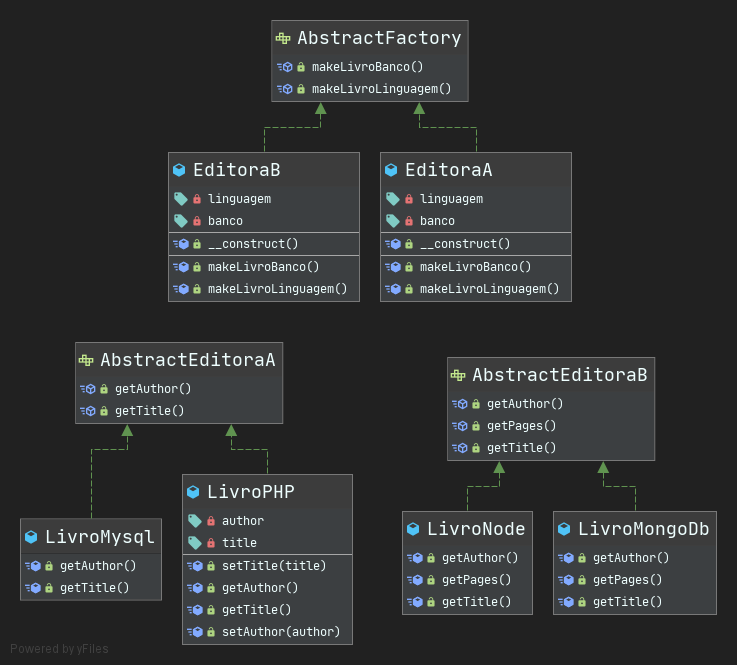 AbstractFactory
makeLivroBanco()
makeLivroLinguagem()
EditoraB
linguagem
banco
__construct()
makeLivroBanco()
makeLivroLinguagem()
EditoraA
linguagem
banco
__construct()
makeLivroBanco()
makeLivroLinguagem()
AbstractEditoraA
getAuthor()
getTitle()
AbstractEditoraB
getAuthor()
getPages()
getTitle()
LivroMysql
getAuthor()
getTitle()
LivroPHP
author
title
setTitle(title)
getAuthor()
getTitle()
setAuthor(author)
LivroNode
getAuthor()
getPages()
getTitle()
LivroMongoDb
getAuthor()
getPages()
getTitle()
Powered by yFiles